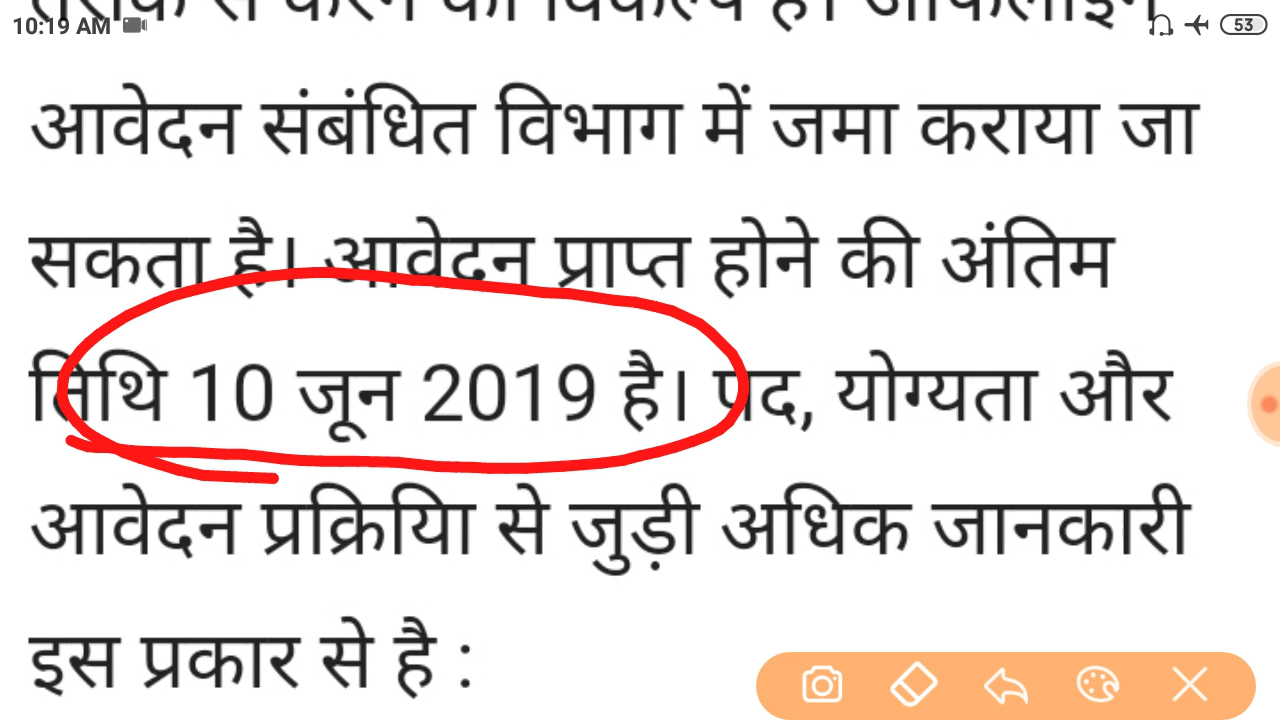 10:19 AM 53
आवेदन संबंधित विभाग में जमा कराया जा
सकता है। आवेदन प्राप्त होने की अंतिम
तिथि 10 जून 2019 है। पद, योग्यता और
आवेदन प्रक्रियिा से जुड़ी अधिक जानकारी
इस प्रकार से है :